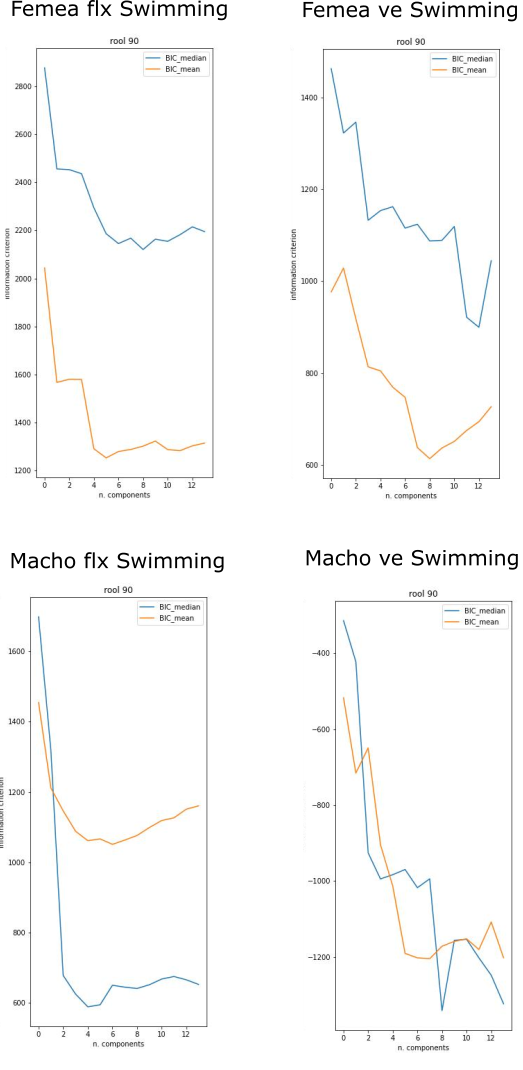 Femea flx Swimming
Femea ve Swimming
rool 90
BIC_median
BIC_mean
2800
2600
2400
2200
2000
1800
1600
1400
1200
information criterion
0 2 4 6 8 10 12
n. components
rool 90
BIC_median
BIC_mean
1400
1200
1000
800
600
information criterion
0 2 4 6 8 10 12
n. components
Macho flx Swimming
Macho ve Swimming
rool 90
BIC_median
BIC_mean
1600
1400
1200
1000
800
600
information criterion
0 2 4 6 8 10 12
n. components
rool 90
BIC_median
BIC_mean
−400
−600
−800
−1000
−1200
0 2 4 6 8 10 12
n. components